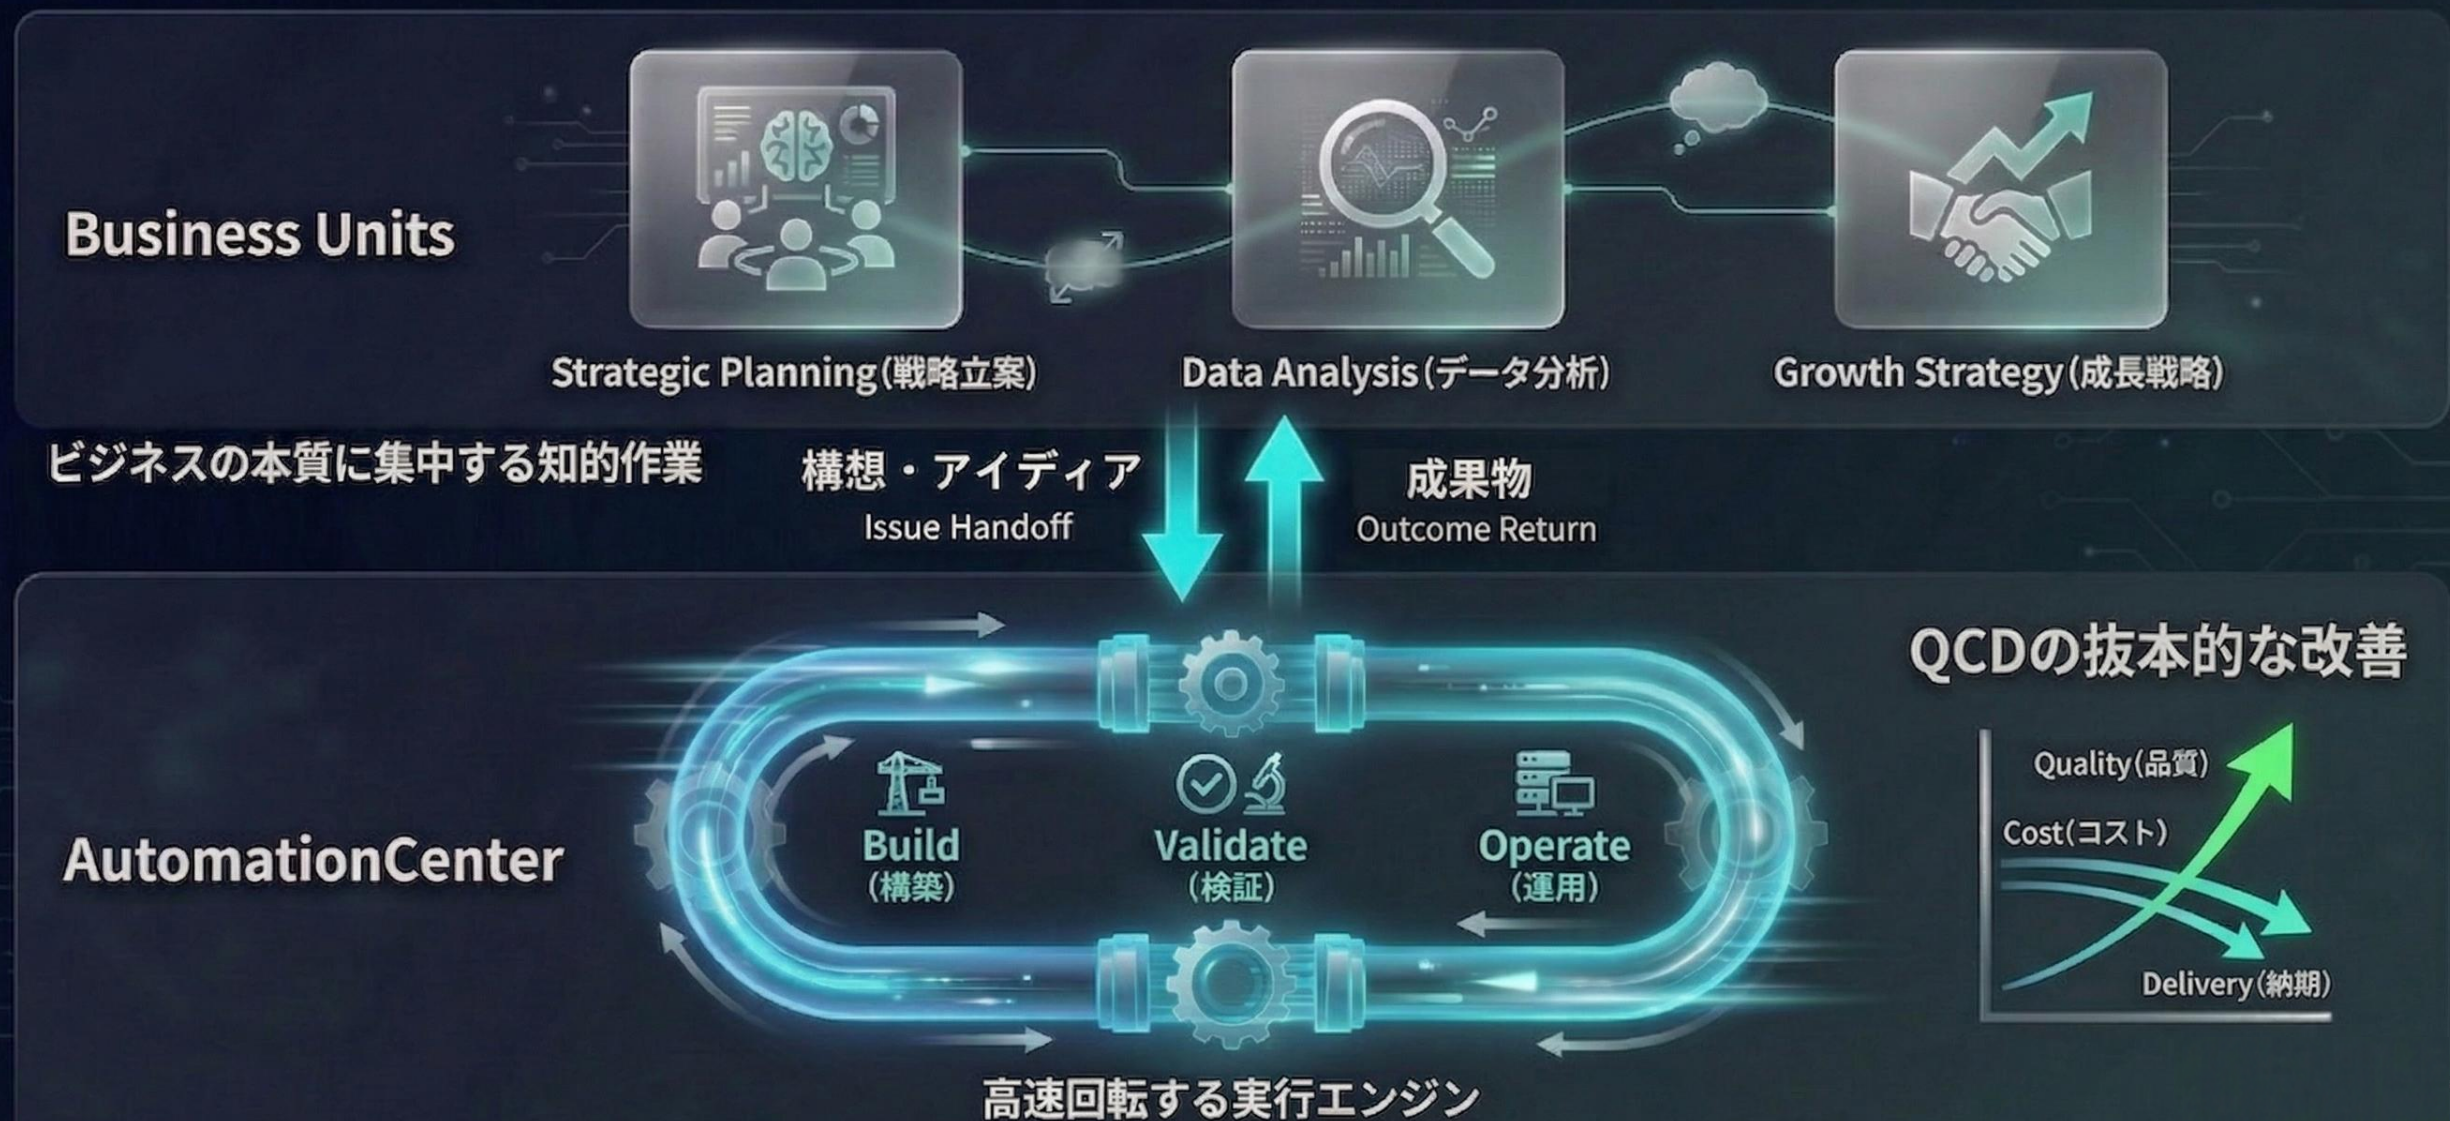 Business Units
Strategic Planning(戦略立案)
Data Analysis(データ分析)
Growth Strategy(成長戦略)
ビジネスの本質に集中する知的作業
構想・アイディア
Issue Handoff
成果物
Outcome Return
AutomationCenter
Build
(構築)
Validate
(検証)
Operate
(運用)
高速回転する実行エンジン
QCDの抜本的な改善
Quality(品質)
Cost(コスト)
Delivery(納期)